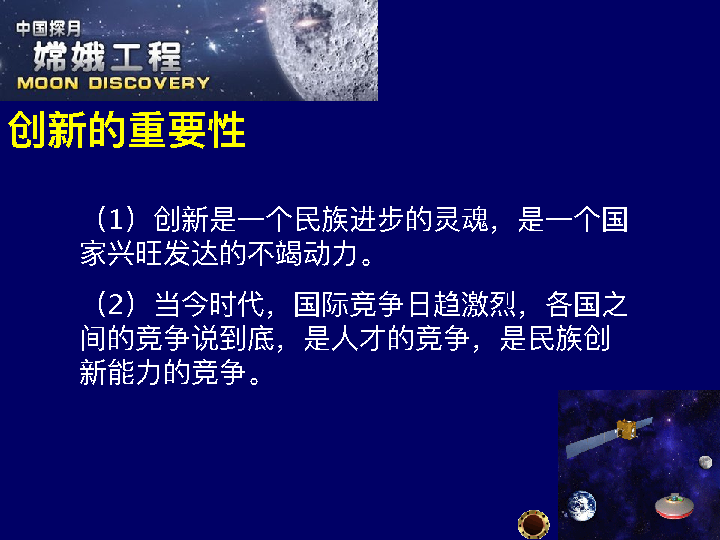 中国探月
嫦娥工程
MOON DISCOVERY
创新的重要性
（1）创新是一个民族进步的灵魂，是一个国
家兴旺发达的不竭动力。
（2）当今时代，国际竞争日趋激烈，各国之
间的竞争说到底，是人才的竞争，是民族创
新能力的竞争。